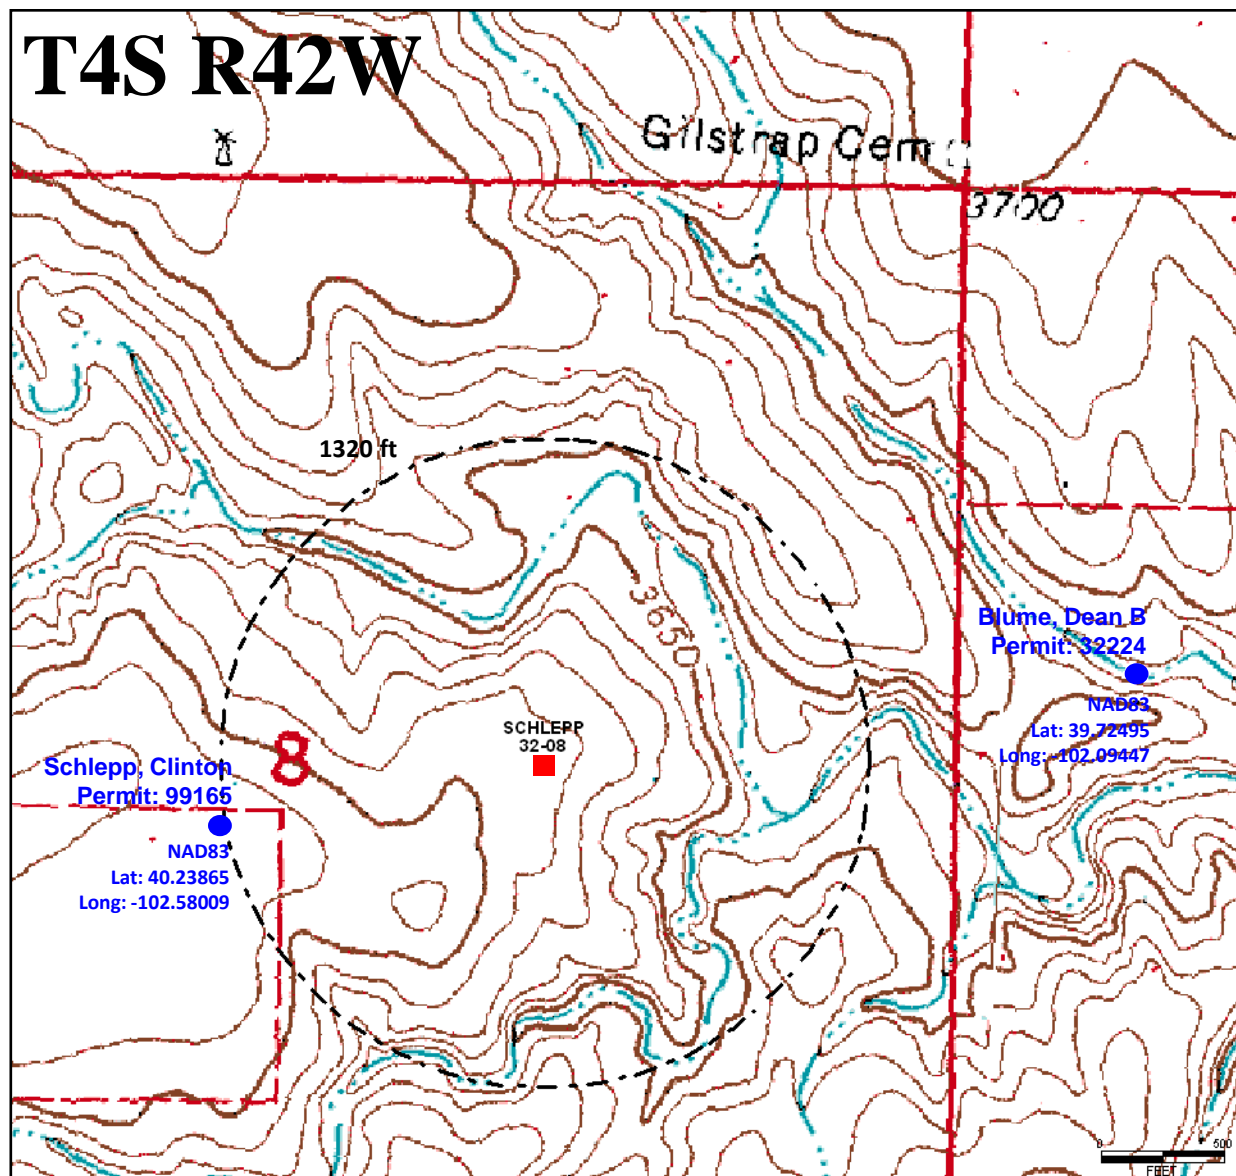 T4S R42W
Gilstrap Cem
3700
1320 ft
3650
Blume, Dean B
Permit: 32224
NAD83
Lat: 39.72495
Long: -102.09447
SCHLEPP
32-08
8
Schlepp, Clinton
Permit: 99165
NAD83
Lat: 40.23865
Long: -102.58009
0 500
FEET